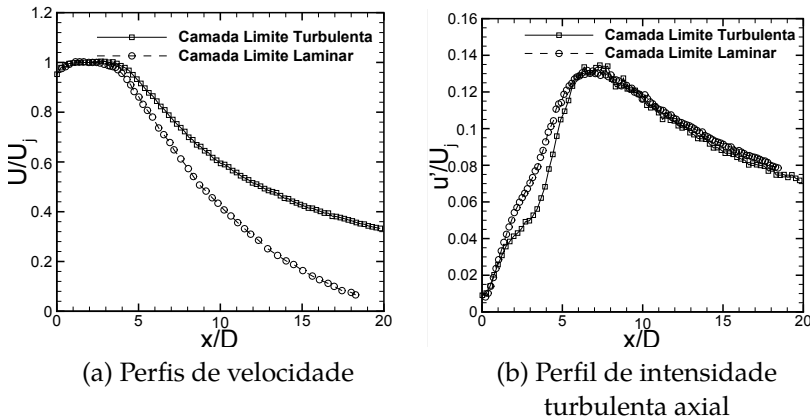 1.2
1
0.8
0.6
0.4
0.2
0
U/Uj
0 5 10 15 20
x/D
Camada Limite Turbulenta
Camada Limite Laminar
(a) Perfis de velocidade
0.16
0.14
0.12
0.1
0.08
0.06
0.04
0.02
0
u'/Uj
0 5 10 15 20
x/D
Camada Limite Turbulenta
Camada Limite Laminar
(b) Perfil de intensidade
turbulenta axial